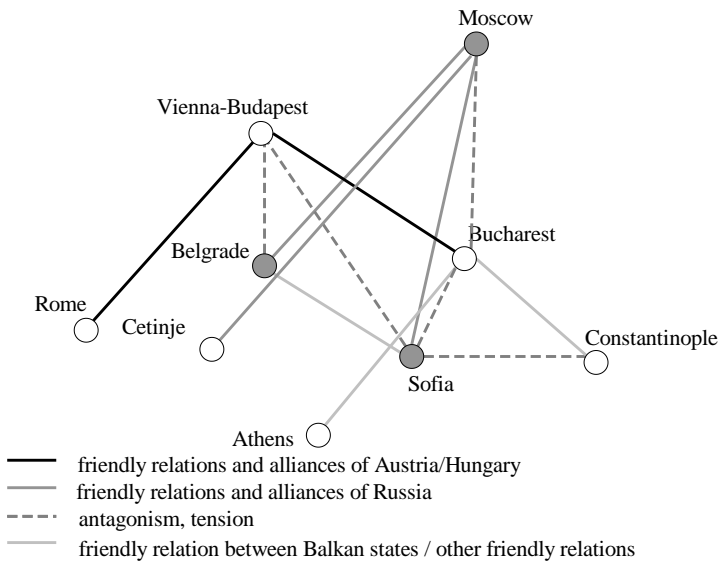 Moscow
Vienna-Budapest
Bucharest
Belgrade
Rome
Cetinje
Constantinople
Sofia
Athens
friendly relations and alliances of Austria/Hungary
friendly relations and alliances of Russia
antagonism, tension
friendly relation between Balkan states / other friendly relations